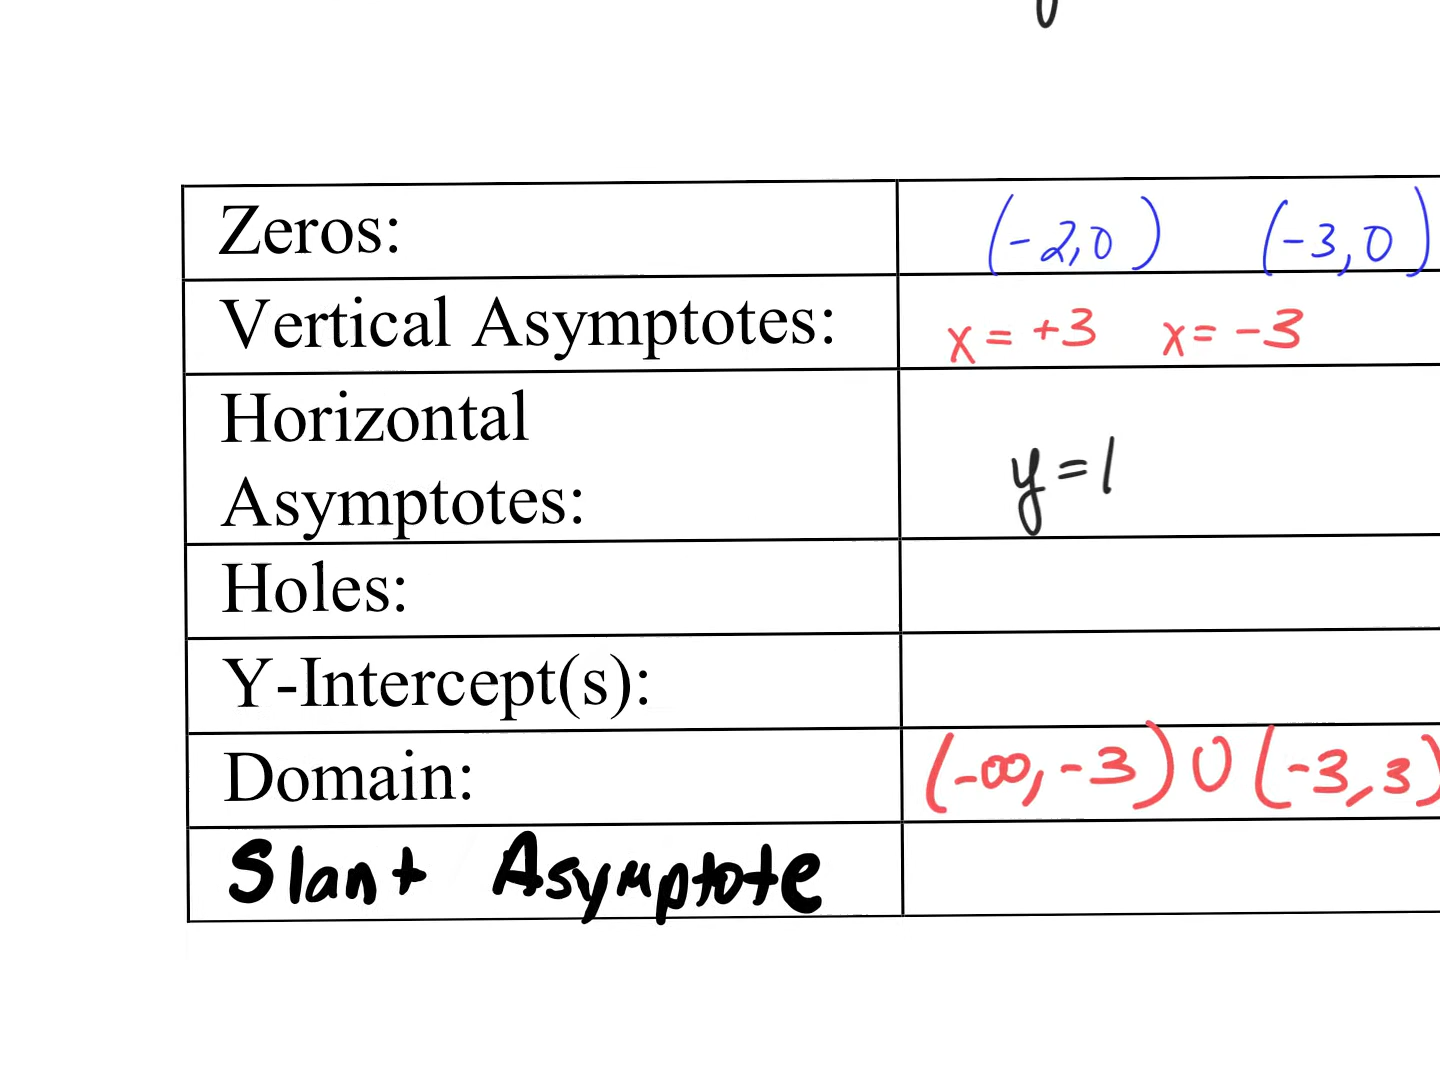 Zeros: (-2,0) (-3,0)
Vertical Asymptotes: x = +3 x = -3
Horizontal
Asymptotes: y = 1
Holes:
Y-Intercept(s):
Domain: (-∞, -3) ∪ (-3, 3)
Slant Asymptote